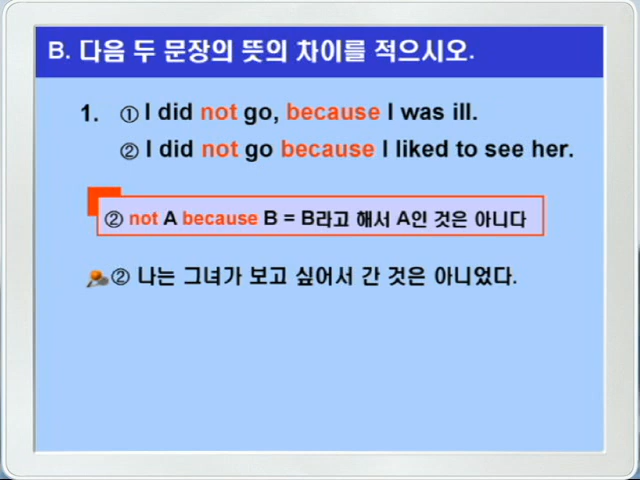 B. 다음 두 문장의 뜻의 차이를 적으시오.
1. ① I did not go, because I was ill.
② I did not go because I liked to see her.
② not A because B = B라고 해서 A인 것은 아니다
② 나는 그녀가 보고 싶어서 간 것은 아니었다.